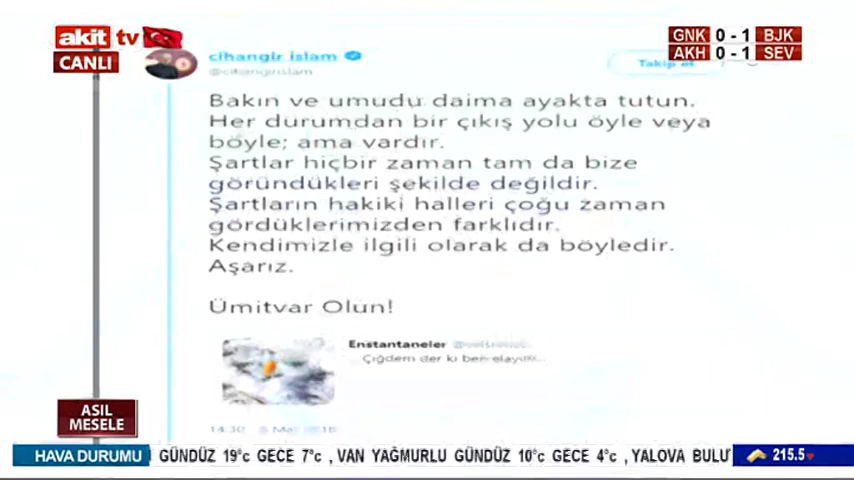 akit tv
CANLI
GNK 0 - 1 BJK
AKH 0 - 1 SEV
cihangir islam
@cihangirislam
Takip et
Bakın ve umudu daima ayakta tutun.
Her durumdan bir çıkış yolu öyle veya
böyle; ama vardır.
Şartlar hiçbir zaman tam da bize
göründükleri şekilde değildir.
Şartların hakiki halleri çoğu zaman
gördüklerimizden farklıdır.
Kendimizle ilgili olarak da böyledir.
Aşarız.
Ümitvar Olun!
Enstantaneler
Çiğdem der ki ben
14:30
ASIL
MESELE
HAVA DURUMU GÜNDÜZ 19°c GECE 7°c , VAN YAĞMURLU GÜNDÜZ 10°c GECE 4°c , YALOVA BULU 215.5